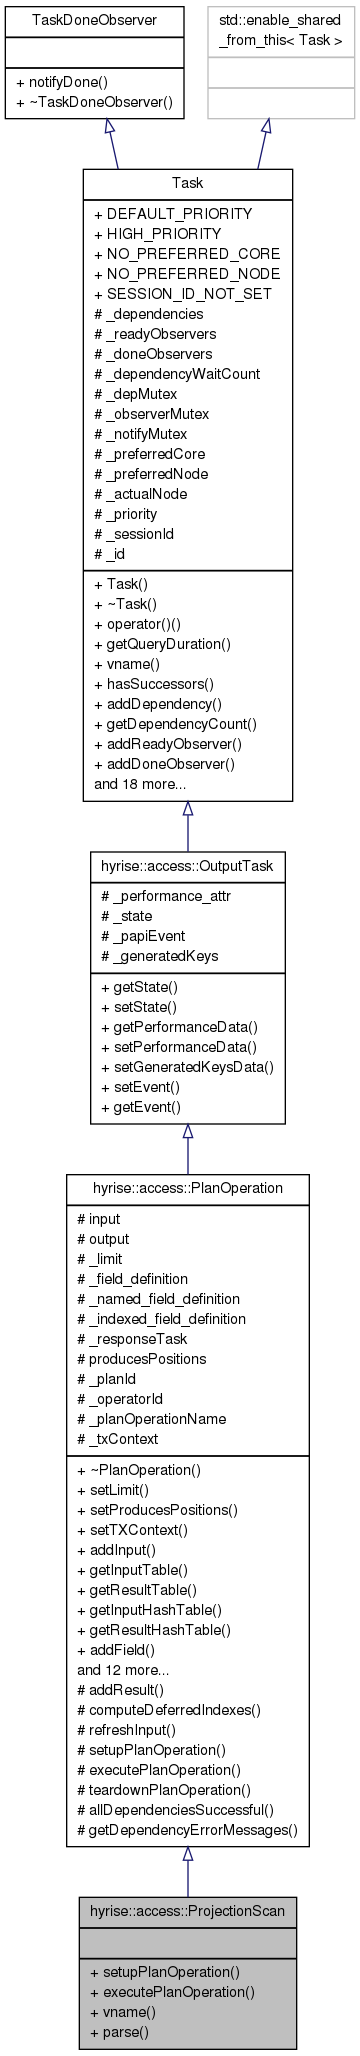 TaskDoneObserver
+ notifyDone()
+ ~TaskDoneObserver()
std::enable_shared
_from_this< Task >
Task
+ DEFAULT_PRIORITY
+ HIGH_PRIORITY
+ NO_PREFERRED_CORE
+ NO_PREFERRED_NODE
+ SESSION_ID_NOT_SET
# _dependencies
# _readyObservers
# _doneObservers
# _dependencyWaitCount
# _depMutex
# _observerMutex
# _notifyMutex
# _preferredCore
# _preferredNode
# _actualNode
# _priority
# _sessionId
# _id
+ Task()
+ ~Task()
+ operator()()
+ getQueryDuration()
+ vname()
+ hasSuccessors()
+ addDependency()
+ getDependencyCount()
+ addReadyObserver()
+ addDoneObserver()
and 18 more...
hyrise::access::OutputTask
# _performance_attr
# _state
# _papiEvent
# _generatedKeys
+ getState()
+ setState()
+ getPerformanceData()
+ setPerformanceData()
+ setGeneratedKeysData()
+ setEvent()
+ getEvent()
hyrise::access::PlanOperation
# input
# output
# _limit
# _field_definition
# _named_field_definition
# _indexed_field_definition
# _responseTask
# producesPositions
# _planId
# _operatorId
# _planOperationName
# _txContext
+ ~PlanOperation()
+ setLimit()
+ setProducesPositions()
+ setTXContext()
+ addInput()
+ getInputTable()
+ getResultTable()
+ getInputHashTable()
+ getResultHashTable()
+ addField()
and 12 more...
# addResult()
# computeDeferredIndexes()
# refreshInput()
# setupPlanOperation()
# executePlanOperation()
# teardownPlanOperation()
# allDependenciesSuccessful()
# getDependencyErrorMessages()
hyrise::access::ProjectionScan
+ setupPlanOperation()
+ executePlanOperation()
+ vname()
+ parse()